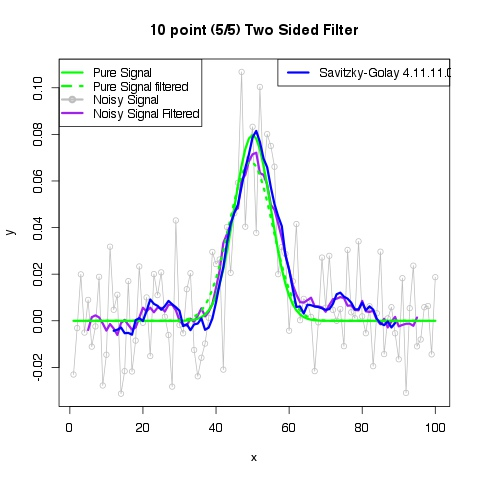 10 point (5/5) Two Sided Filter
Pure Signal
Pure Signal filtered
Noisy Signal
Noisy Signal Filtered
Savitzky-Golay 4.11.11.0
y
-0.02 0.00 0.02 0.04 0.06 0.08 0.10
0 20 40 60 80 100
x